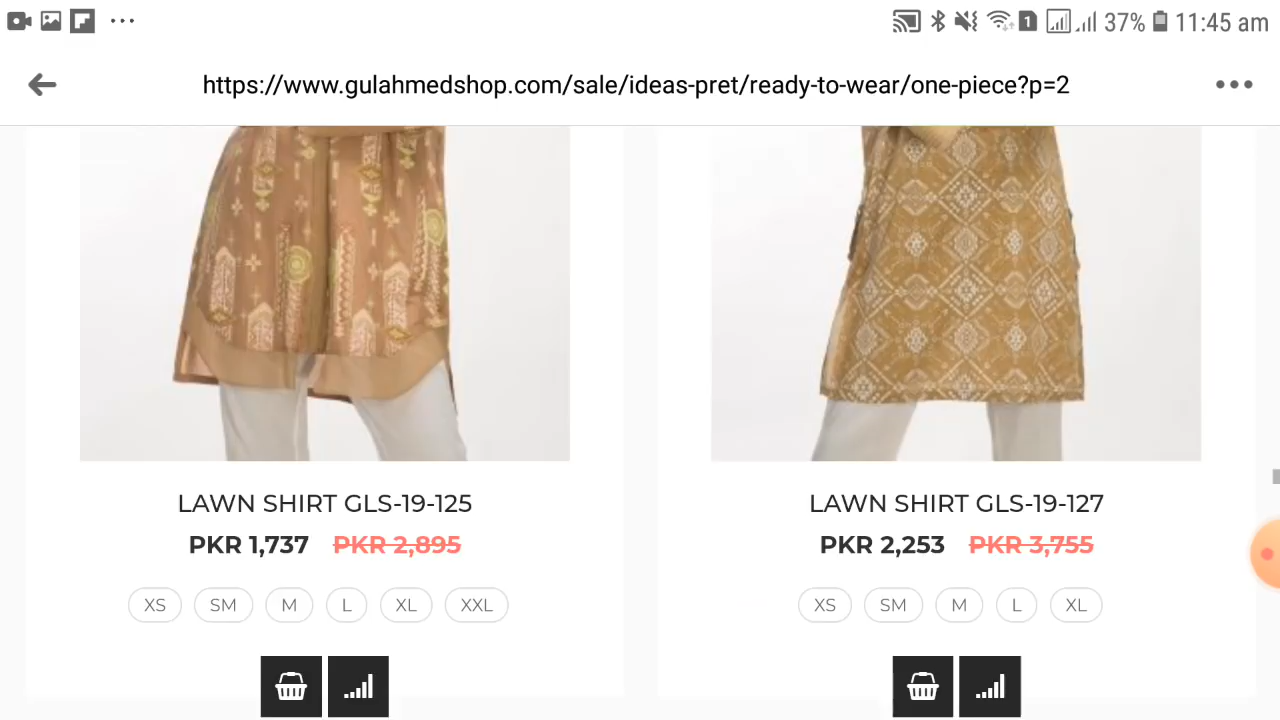 1 37% 11:45 am
https://www.gulahmedshop.com/sale/ideas-pret/ready-to-wear/one-piece?p=2
LAWN SHIRT GLS-19-125
PKR 1,737 PKR 2,895
XS SM M L XL XXL
LAWN SHIRT GLS-19-127
PKR 2,253 PKR 3,755
XS SM M L XL